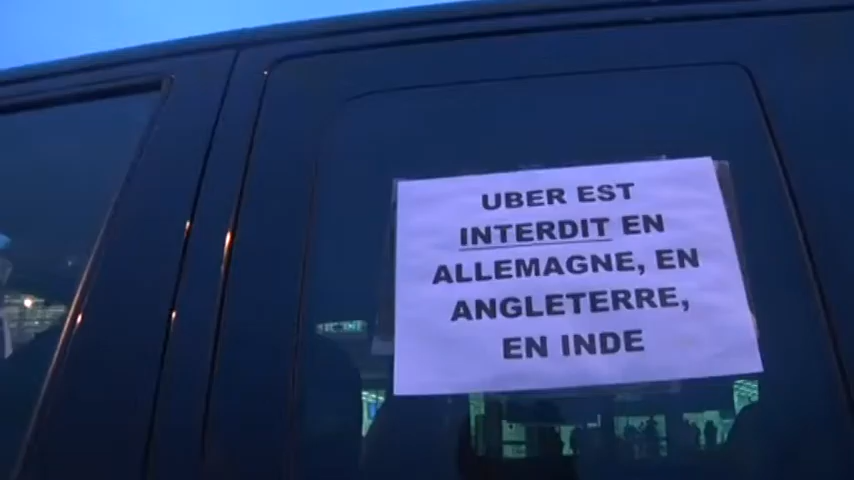 UBER EST
INTERDIT EN
ALLEMAGNE, EN
ANGLETERRE,
EN INDE